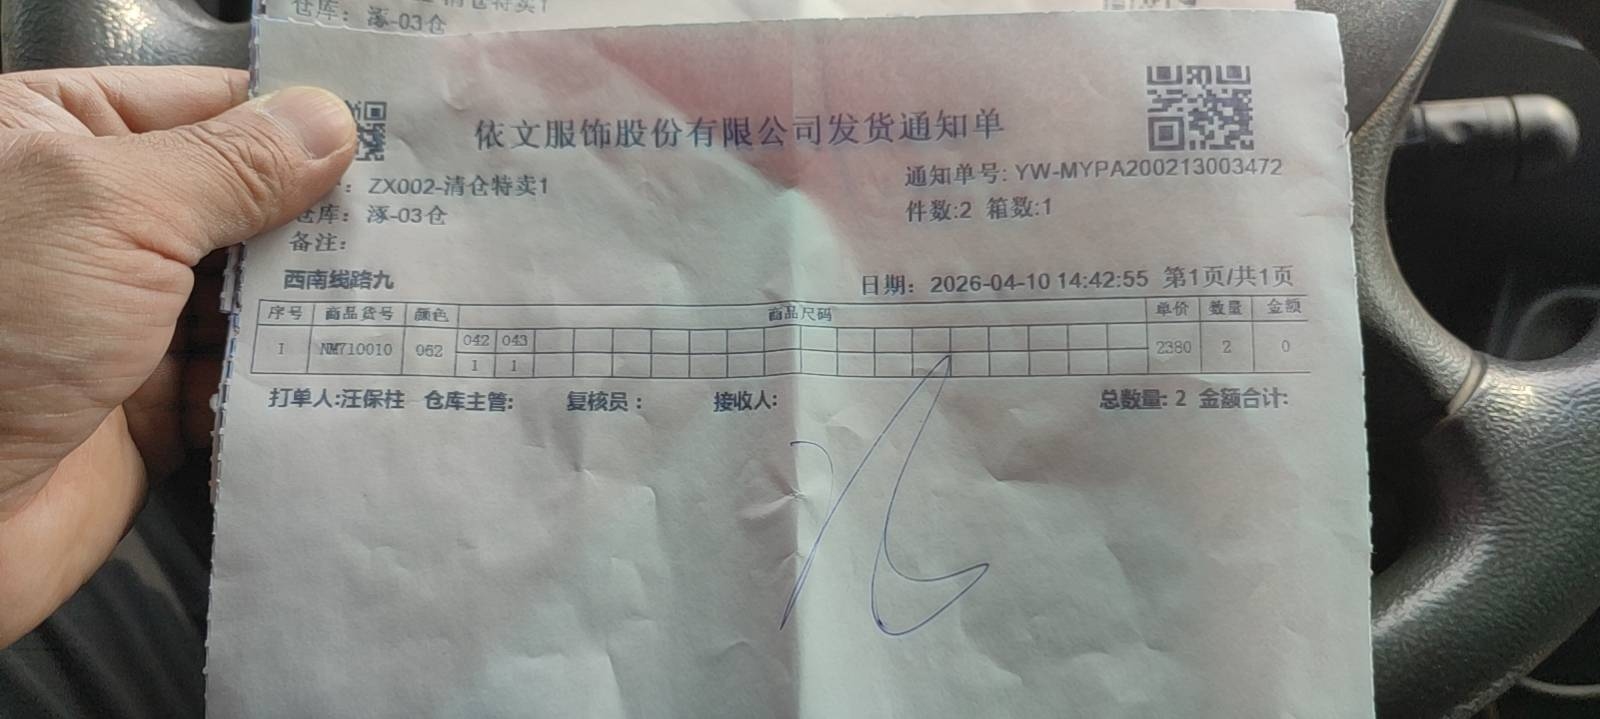 清仓特卖1
仓库：涿-03仓
依文服饰股份有限公司发货通知单
：ZX002-清仓特卖1
通知单号: YW-MYPA200213003472
仓库：涿-03仓
件数:2 箱数:1
备注：
西南线路九
日期：2026-04-10 14:42:55 第1页/共1页
序号 商品货号 颜色 商品尺码 单价 数量 金额
042 043
1 NM710010 062 2380 2 0
1 1
打单人:汪保柱 仓库主管: 复核员： 接收人: 总数量: 2 金额合计: